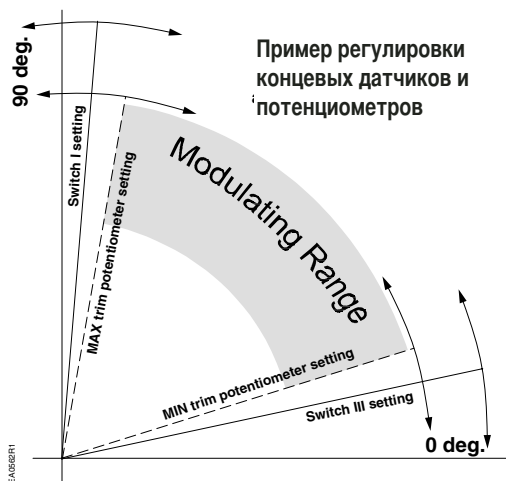 Пример регулировки
концевых датчиков и
потенциометров
90 deg.
Switch I setting
MAX trim potentiometer setting
Modulating Range
MIN trim potentiometer setting
Switch III setting
0 deg.
EA0562R1